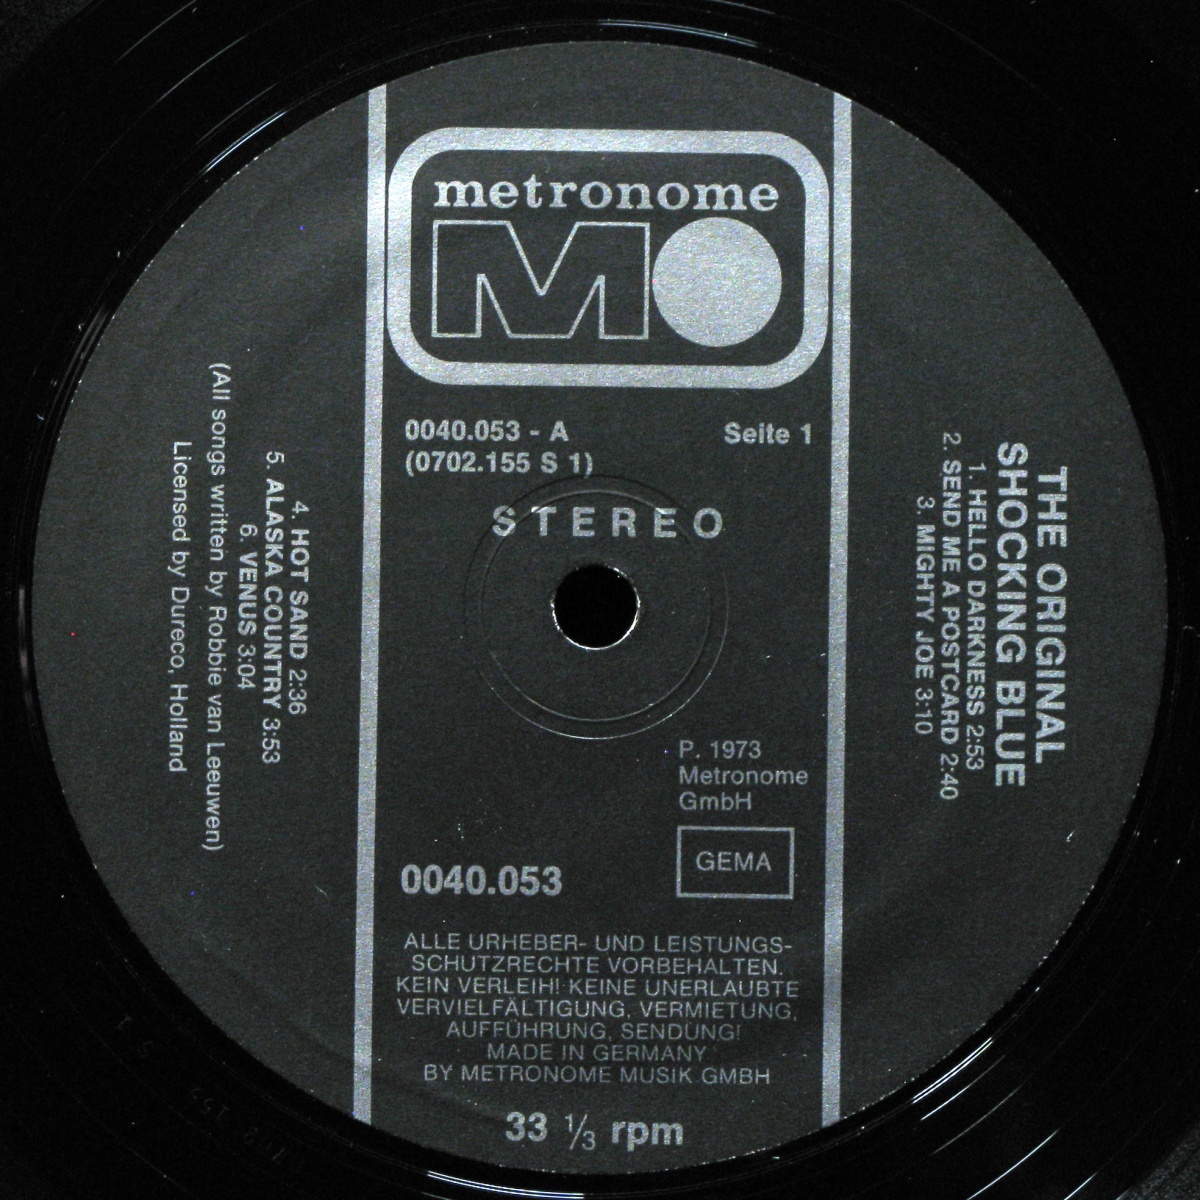 metronome
MO
0040.053 - A
Seite 1
(0702.155 S 1)
STEREO
THE ORIGINAL
SHOCKING BLUE
1. HELLO DARKNESS 2:53
2. SEND ME A POSTCARD 2:40
3. MIGHTY JOE 3:10
4. HOT SAND 2:36
5. ALASKA COUNTRY 3:53
6. VENUS 3:04
(All songs written by Robbie van Leeuwen)
Licensed by Dureco, Holland
P. 1973
Metronome
GmbH
GEMA
0040.053
ALLE URHEBER- UND LEISTUNGS-
SCHUTZRECHTE VORBEHALTEN.
KEIN VERLEIH! KEINE UNERLAUBTE
VERVIELFÄLTIGUNG, VERMIETUNG,
AUFFÜHRUNG, SENDUNG!
MADE IN GERMANY
BY METRONOME MUSIK GMBH
33 1/3 rpm